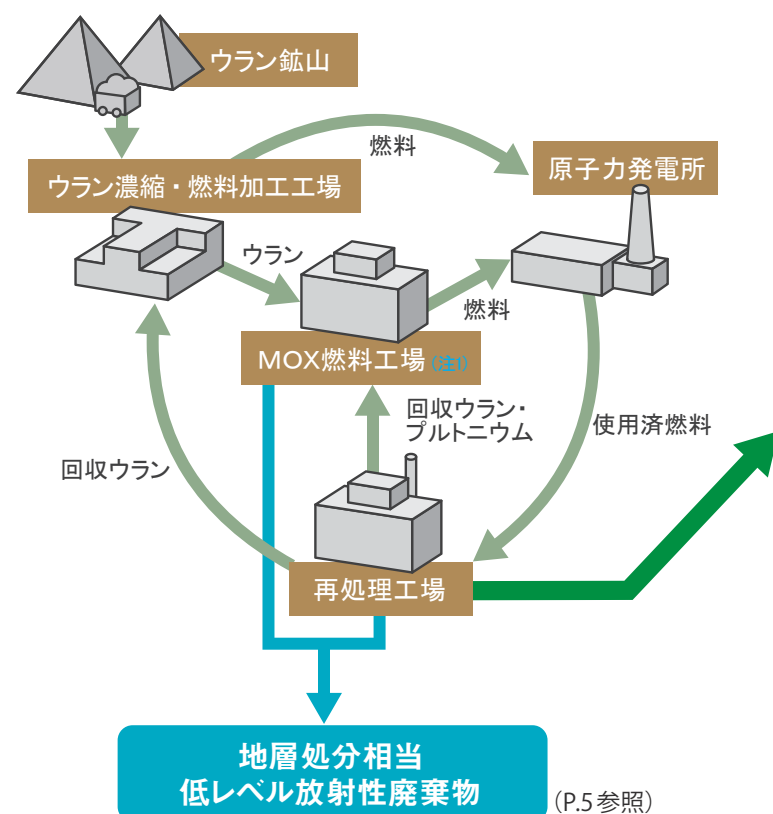 ウラン鉱山
燃料
ウラン濃縮・燃料加工工場
原子力発電所
ウラン
燃料
MOX燃料工場(注1)
回収ウラン・
プルトニウム
使用済燃料
回収ウラン
再処理工場
地層処分相当
低レベル放射性廃棄物
(P.5参照)